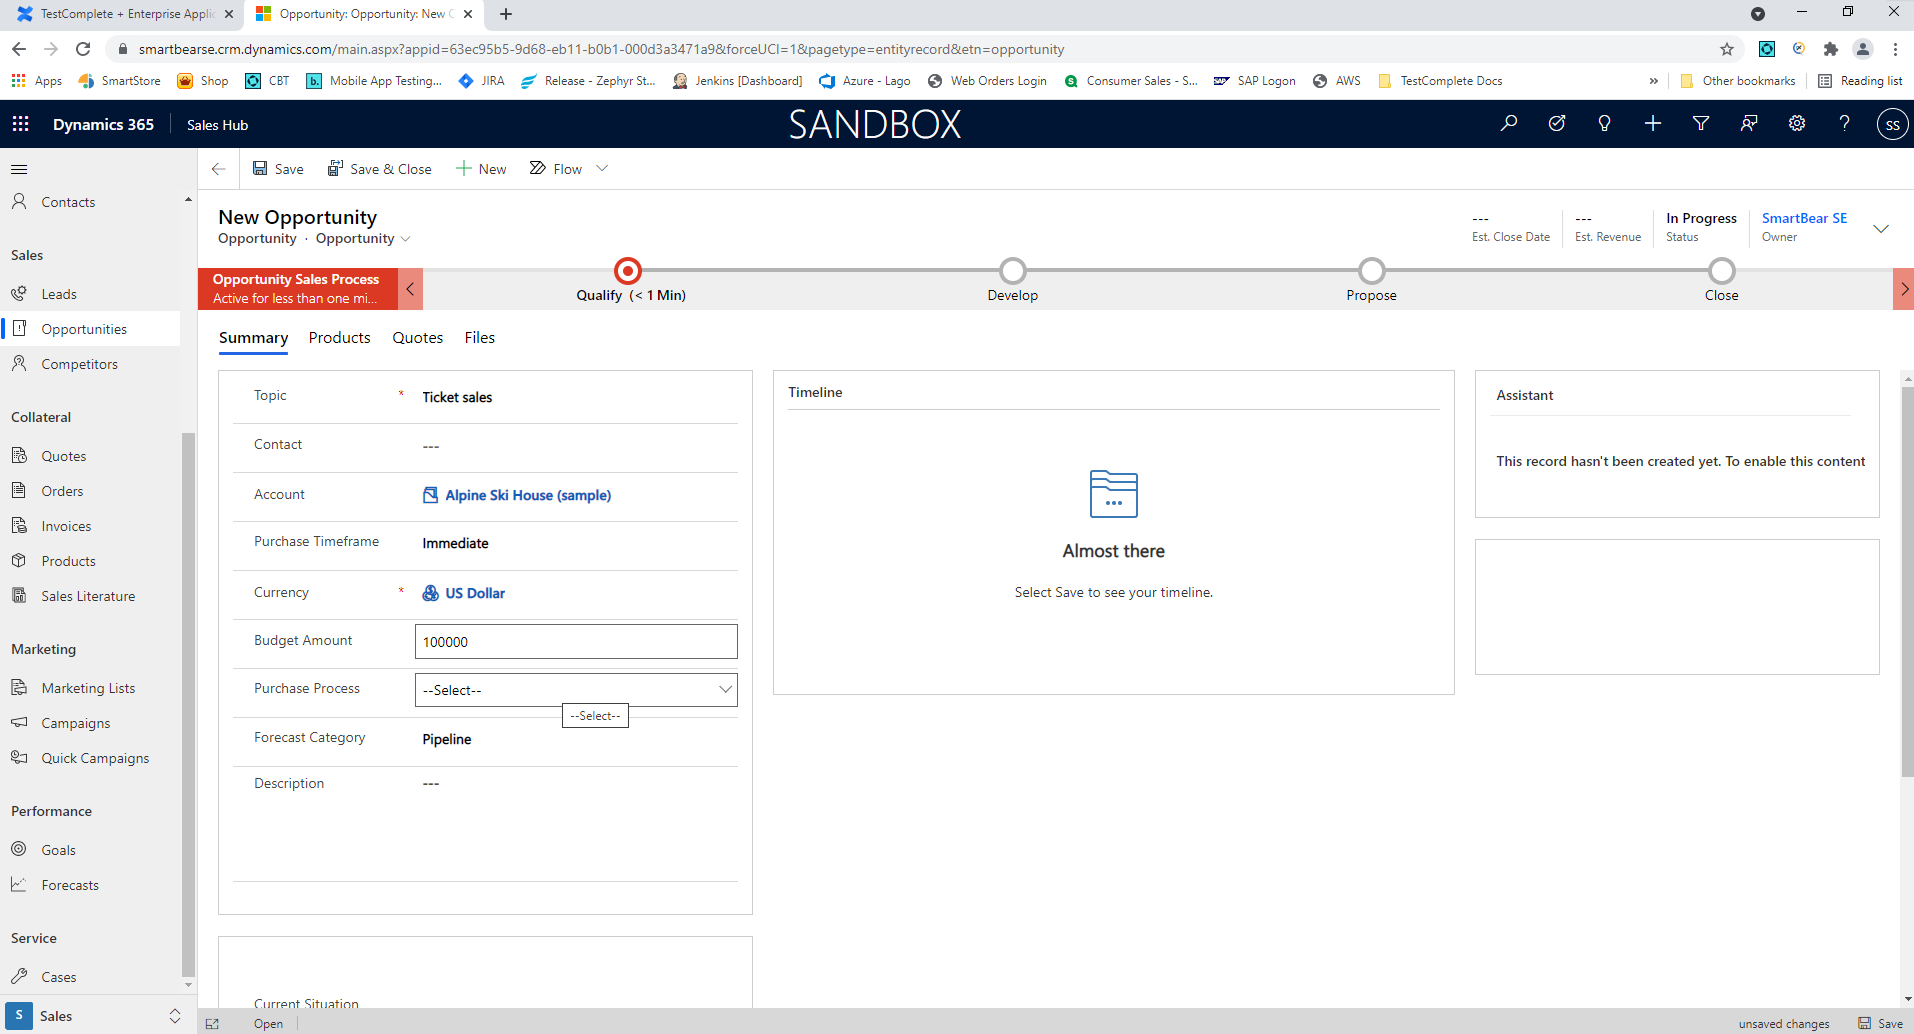 TestComplete + Enterprise Applic
Opportunity: Opportunity: New C
smartbearse.crm.dynamics.com/main.aspx?appid=63ec95b5-9d68-eb11-b0b1-000d3a3471a9&forceUCI=1&pagetype=entityrecord&etn=opportunity
Apps
SmartStore
Shop
CBT
b.
Mobile App Testing...
JIRA
Release - Zephyr St...
Jenkins [Dashboard]
Azure - Lago
Web Orders Login
S
Consumer Sales - S...
SAP
SAP Logon
AWS
TestComplete Docs
»
Other bookmarks
Reading list
Dynamics 365
Sales Hub
SANDBOX
SS
Save
Save & Close
New
Flow
Contacts
Sales
Leads
Opportunities
Competitors
Collateral
Quotes
Orders
Invoices
Products
Sales Literature
Marketing
Marketing Lists
Campaigns
Quick Campaigns
Performance
Goals
Forecasts
Service
Cases
S
Sales
New Opportunity
Opportunity · Opportunity
---
Est. Close Date
---
Est. Revenue
In Progress
Status
SmartBear SE
Owner
Opportunity Sales Process
Active for less than one mi...
Qualify (< 1 Min)
Develop
Propose
Close
Summary
Products
Quotes
Files
Topic * Ticket sales
Contact ---
Account Alpine Ski House (sample)
Purchase Timeframe Immediate
Currency * US Dollar
Budget Amount 100000
Purchase Process --Select--
--Select--
Forecast Category Pipeline
Description ---
Current Situation
Timeline
Almost there
Select Save to see your timeline.
Assistant
This record hasn't been created yet. To enable this content
Open
unsaved changes
Save